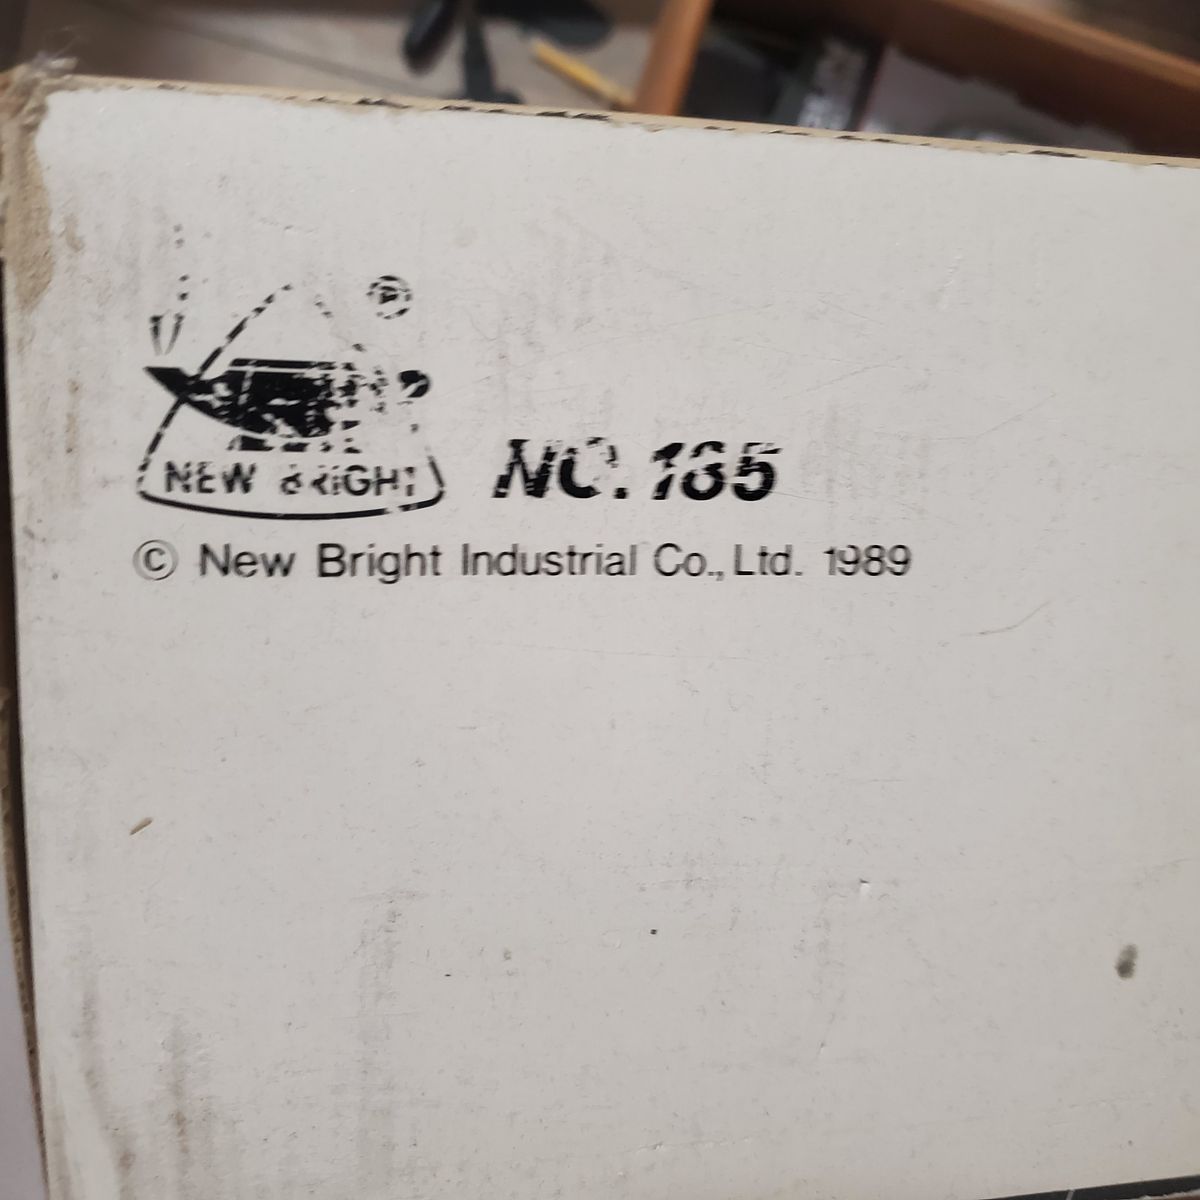 NEW BRIGHT
NO. 185
© New Bright Industrial Co., Ltd. 1989